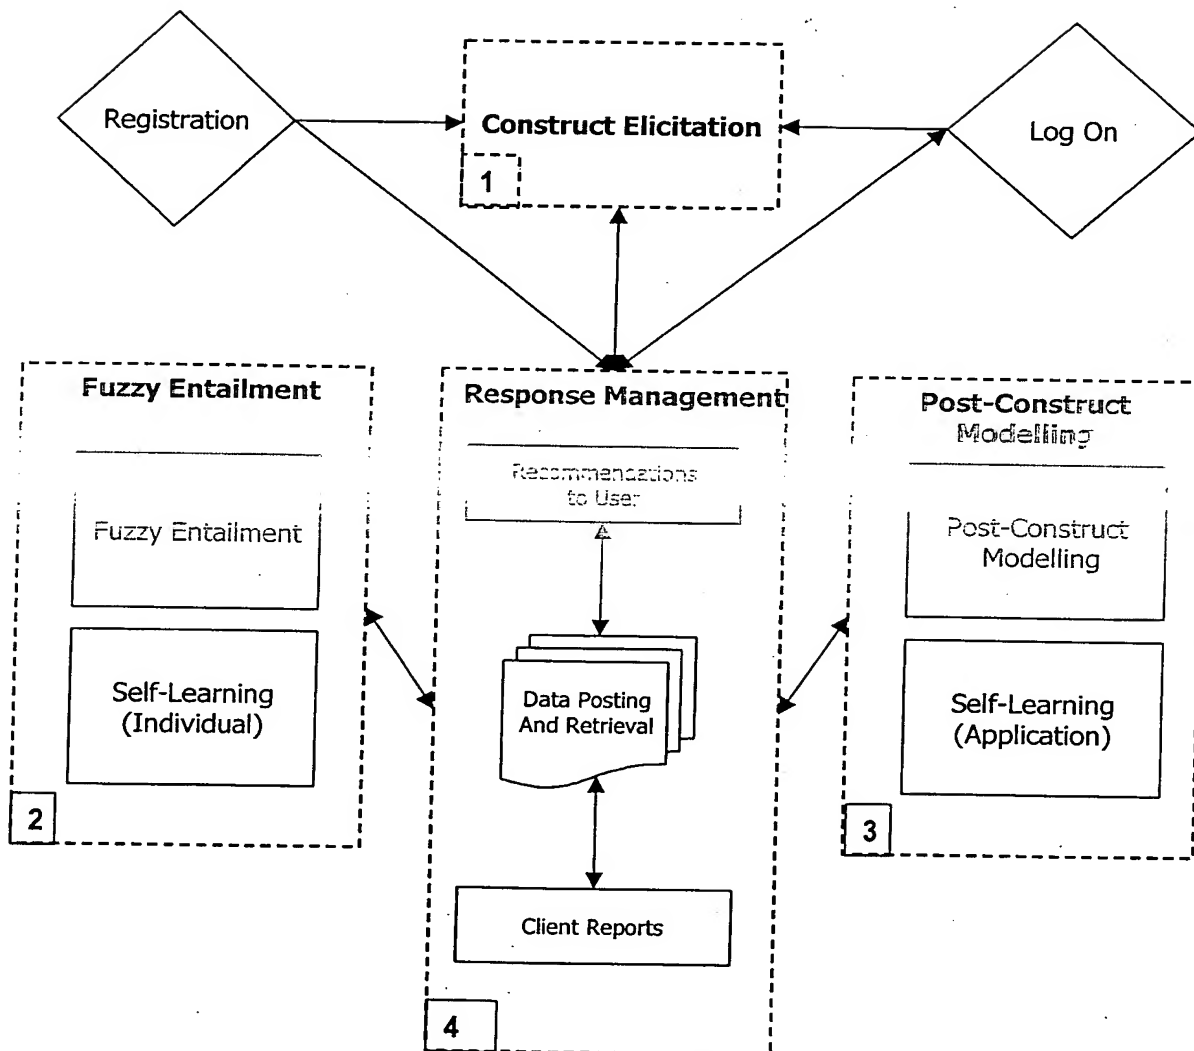 Registration
Construct Elicitation
1
Log On
Fuzzy Entailment
Fuzzy Entailment
Self-Learning
(Individual)
2
Response Management
Recommendations
to User
Data Posting
And Retrieval
Client Reports
4
Post-Construct
Modelling
Post-Construct
Modelling
Self-Learning
(Application)
3